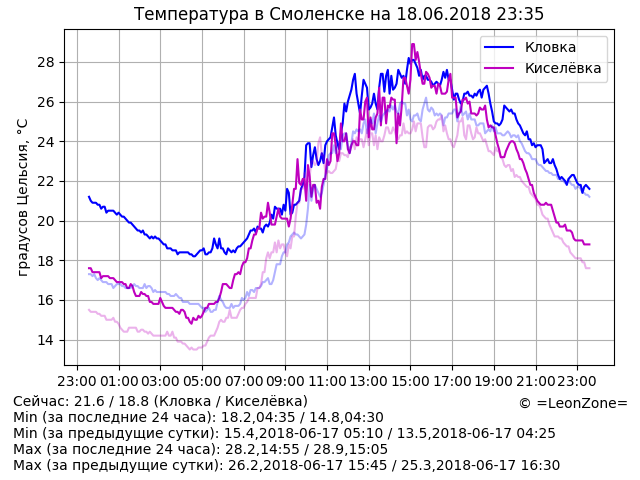 Температура в Смоленске на 18.06.2018 23:35
Кловка
Киселёвка
градусов Цельсия, °C
28
26
24
22
20
18
16
14
23:00 01:00 03:00 05:00 07:00 09:00 11:00 13:00 15:00 17:00 19:00 21:00 23:00
Сейчас: 21.6 / 18.8 (Кловка / Киселёвка)
© =LeonZone=
Min (за последние 24 часа): 18.2,04:35 / 14.8,04:30
Min (за предыдущие сутки): 15.4,2018-06-17 05:10 / 13.5,2018-06-17 04:25
Max (за последние 24 часа): 28.2,14:55 / 28.9,15:05
Max (за предыдущие сутки): 26.2,2018-06-17 15:45 / 25.3,2018-06-17 16:30